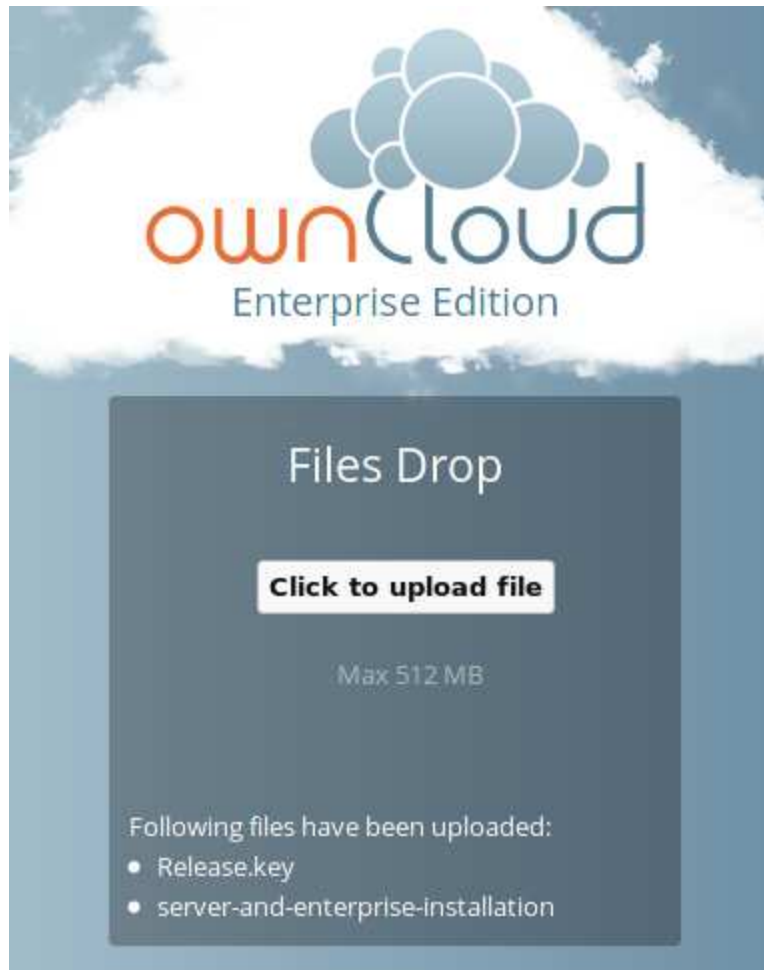 ownCloud
Enterprise Edition
Files Drop
Click to upload file
Max 512 MB
Following files have been uploaded:
• Release.key
• server-and-enterprise-installation